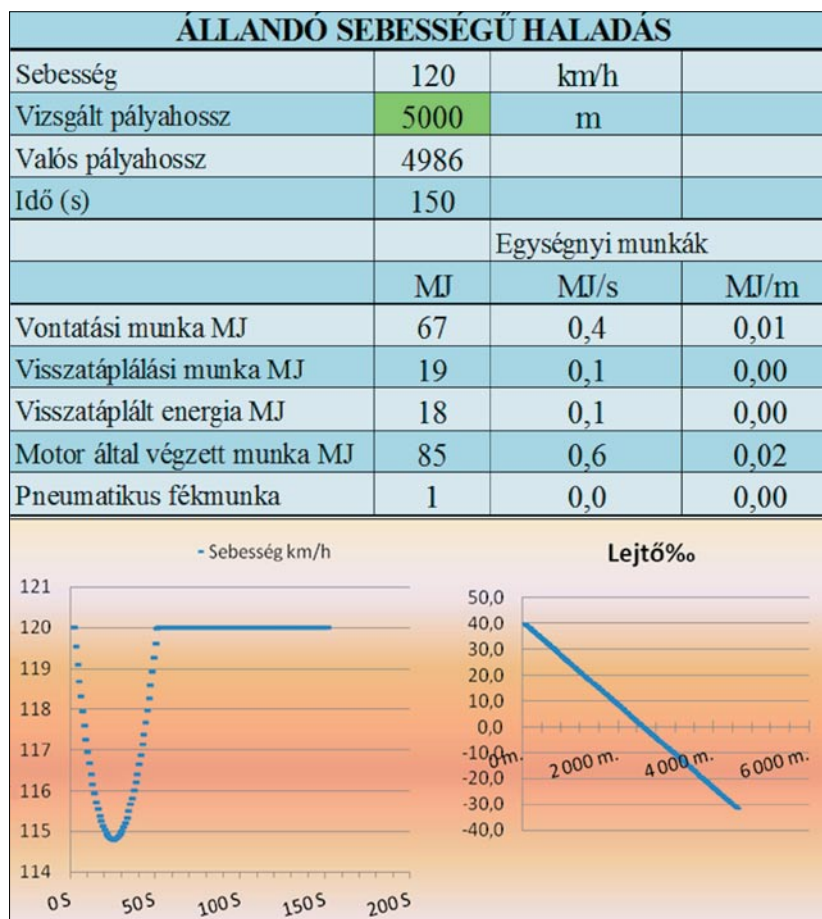 ÁLLANDÓ SEBESSÉGŰ HALADÁS
Sebesség 120 km/h
Vizsgált pályahossz 5000 m
Valós pályahossz 4986
Idő (s) 150
Egységnyi munkák
MJ MJ/s MJ/m
Vontatási munka MJ 67 0,4 0,01
Visszatáplálási munka MJ 19 0,1 0,00
Visszatáplált energia MJ 18 0,1 0,00
Motor által végzett munka MJ 85 0,6 0,02
Pneumatikus fékmunka 1 0,0 0,00
Sebesség km/h
121
120
119
118
117
116
115
114
0 S 50 S 100 S 150 S 200 S
Lejtő‰
50,0
40,0
30,0
20,0
10,0
0,0
-10,0
-20,0
-30,0
-40,0
0 m. 2 000 m. 4 000 m. 6 000 m.